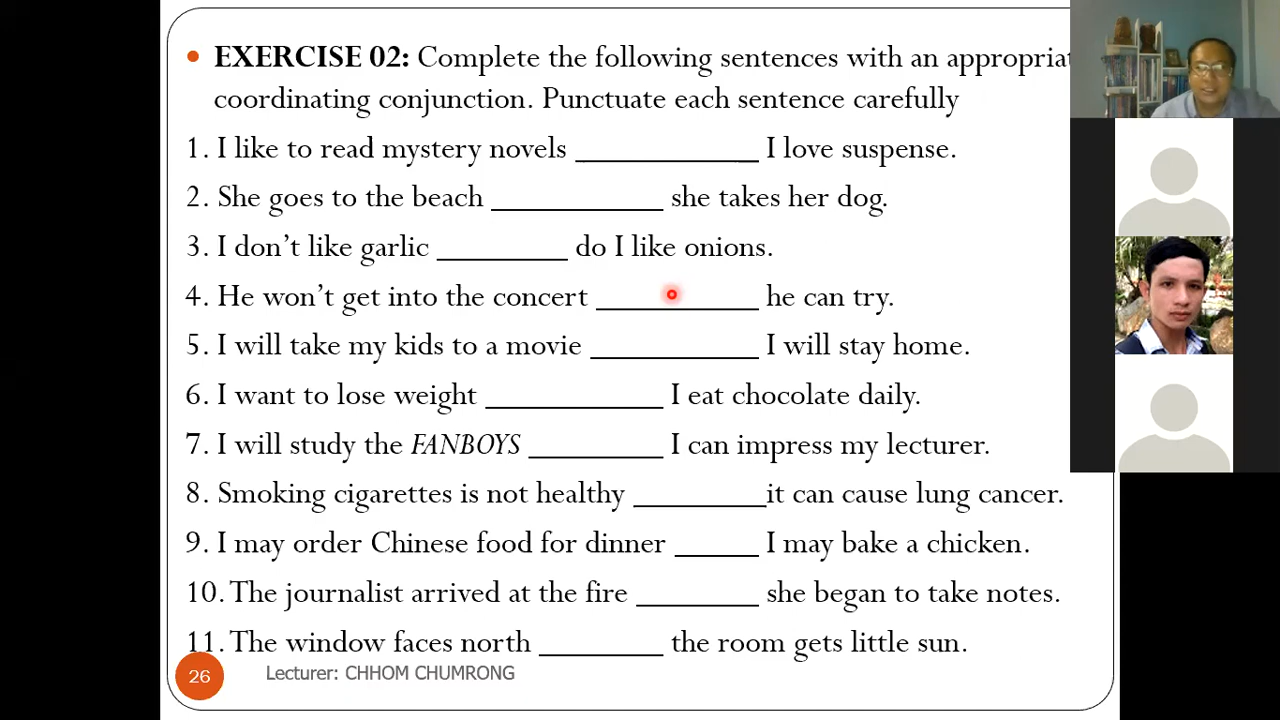 • EXERCISE 02: Complete the following sentences with an appropriat
coordinating conjunction. Punctuate each sentence carefully
1. I like to read mystery novels ____________ I love suspense.
2. She goes to the beach ___________ she takes her dog.
3. I don’t like garlic ________ do I like onions.
4. He won’t get into the concert __________ he can try.
5. I will take my kids to a movie ___________ I will stay home.
6. I want to lose weight ___________ I eat chocolate daily.
7. I will study the FANBOYS _________ I can impress my lecturer.
8. Smoking cigarettes is not healthy ________it can cause lung cancer.
9. I may order Chinese food for dinner _____ I may bake a chicken.
10. The journalist arrived at the fire ________ she began to take notes.
11. The window faces north ________ the room gets little sun.
26 Lecturer: CHHOM CHUMRONG